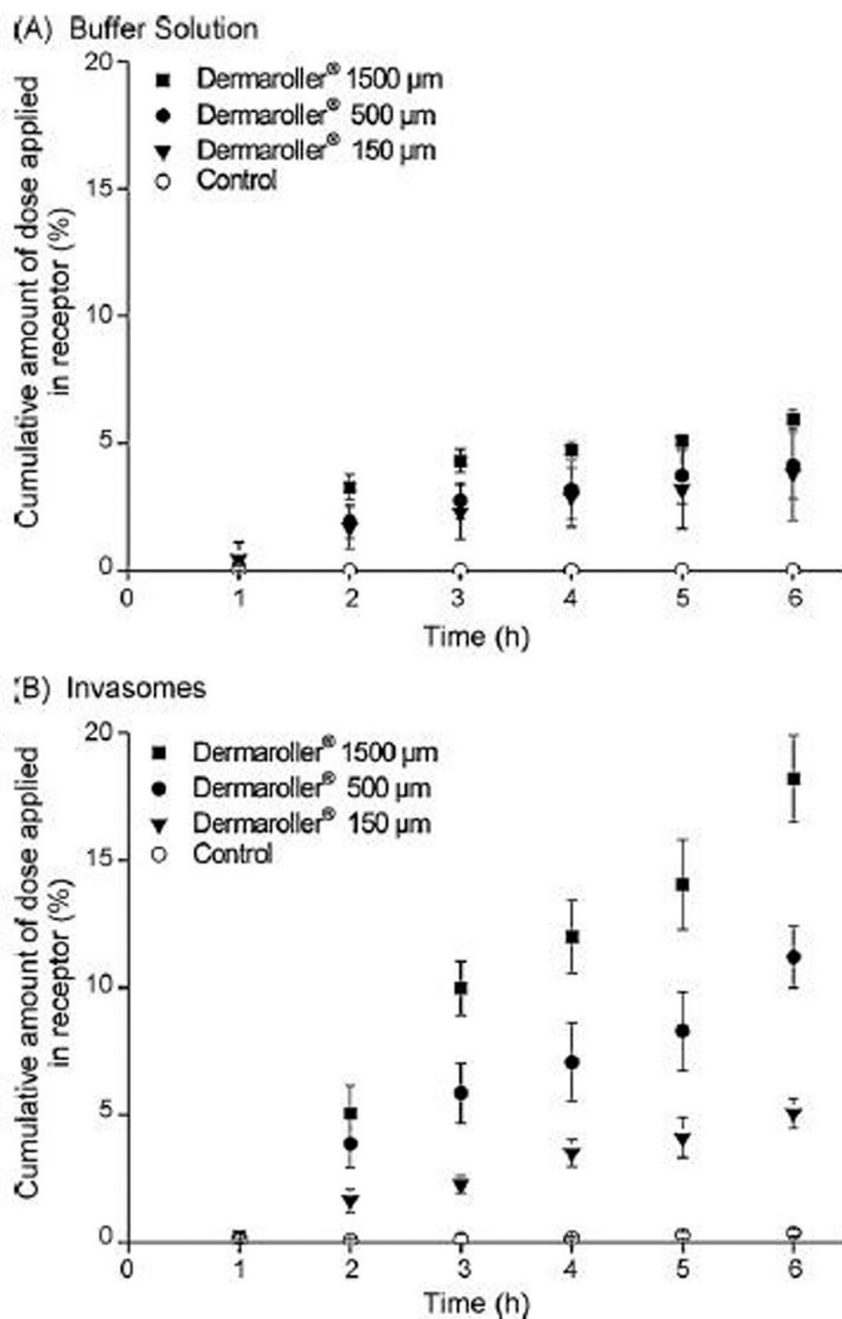 (A) Buffer Solution
20
Dermaroller® 1500 µm
Dermaroller® 500 µm
Dermaroller® 150 µm
Control
15
10
5
0
Cumulative amount of dose applied
in receptor (%)
0 1 2 3 4 5 6
Time (h)
(B) Invasomes
20
Dermaroller® 1500 µm
Dermaroller® 500 µm
Dermaroller® 150 µm
Control
15
10
5
0
Cumulative amount of dose applied
in receptor (%)
0 1 2 3 4 5 6
Time (h)